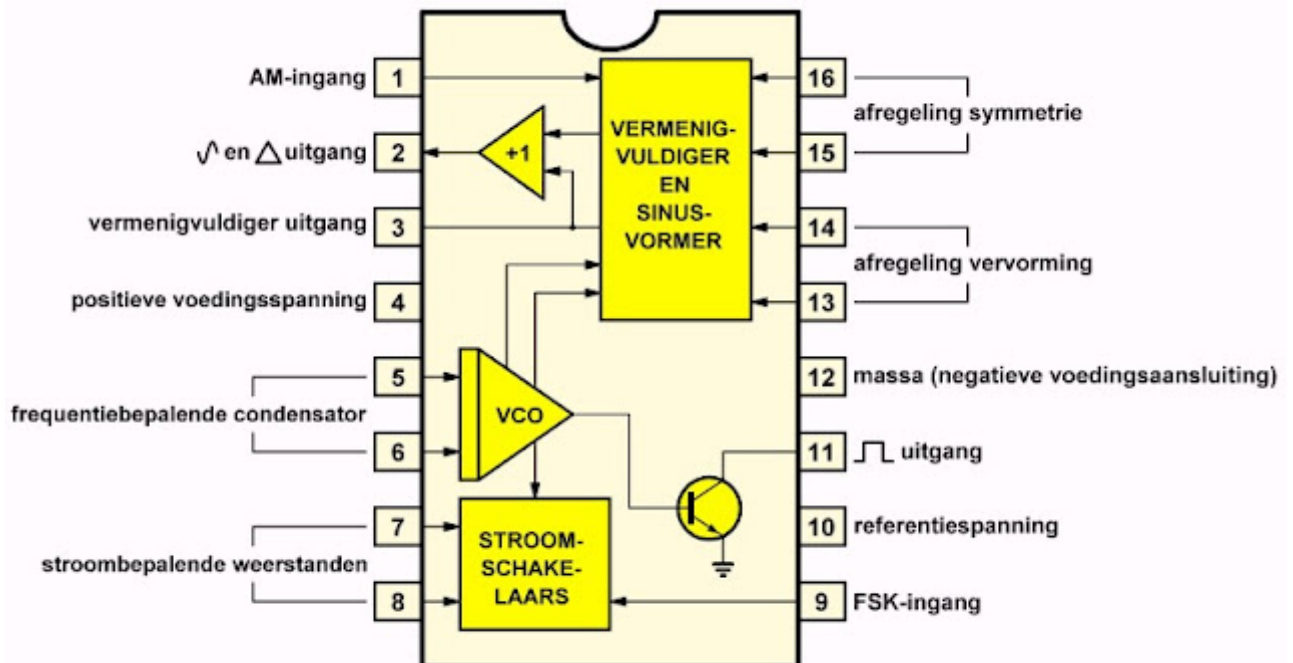 AM-ingang
1
en uitgang
2
vermenigvuldiger uitgang
3
positieve voedingsspanning
4
5
frequentiebepalende condensator
6
7
stroombepalende weerstanden
8
+1
VERMENIG-
VULDIGER
EN
SINUS-
VORMER
VCO
STROOM-
SCHAKE-
LAARS
16
afregeling symmetrie
15
14
afregeling vervorming
13
12
massa (negatieve voedingsaansluiting)
11
uitgang
10
referentiespanning
9
FSK-ingang